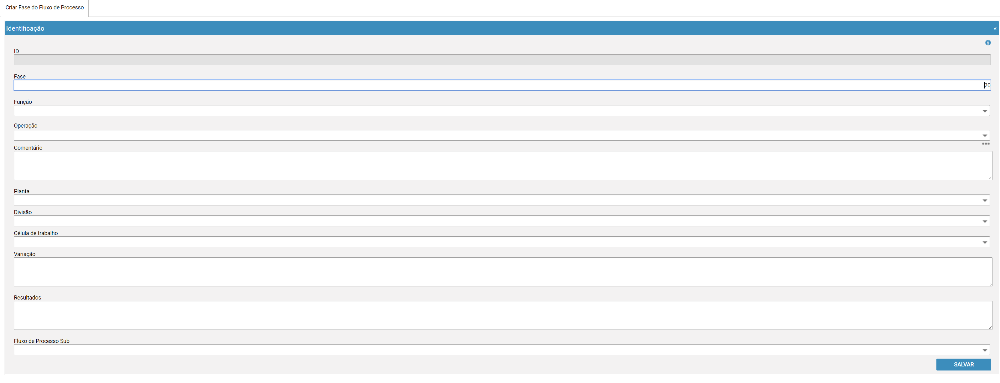 Criar Fase do Fluxo de Processo
Identificação
«
ID
Fase
20
Função
Operação
Comentário
Planta
Divisão
Célula de trabalho
Variação
Resultados
Fluxo de Processo Sub
SALVAR